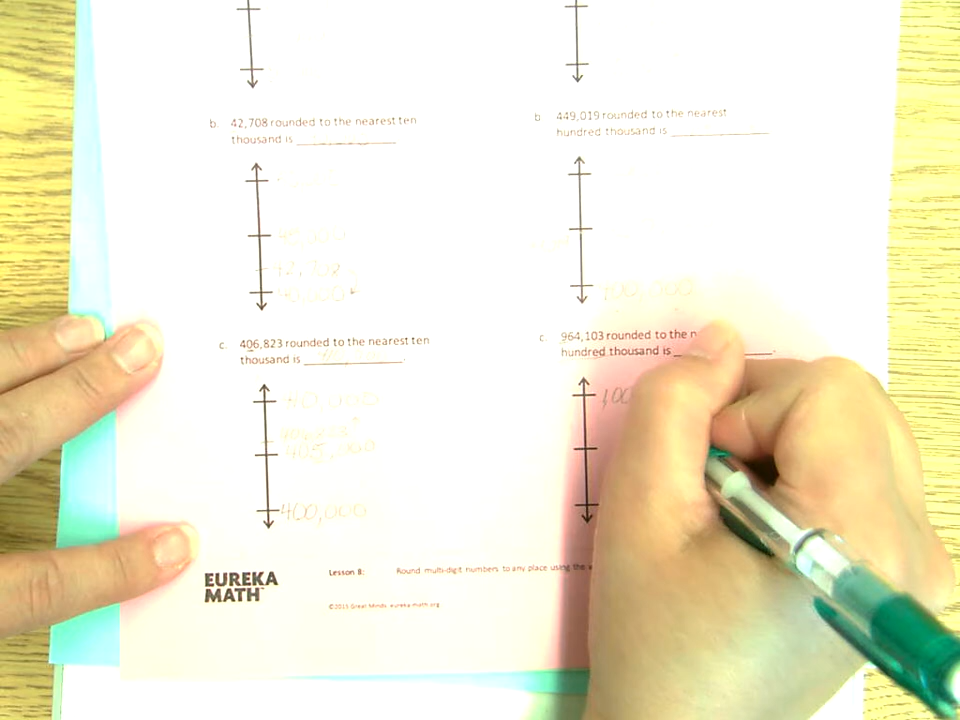 b. 42,708 rounded to the nearest ten
thousand is
45,000
42,708
40,000
c. 406,823 rounded to the nearest ten
thousand is
410,000
405,000
400,000
b 449,019 rounded to the nearest
hundred thousand is
400,000
c. 964,103 rounded to the n
hundred thousand is
EUREKA
MATH
Lesson 8: Round multi-digit numbers to any place using the
©2015 Great Minds. eureka-math.org